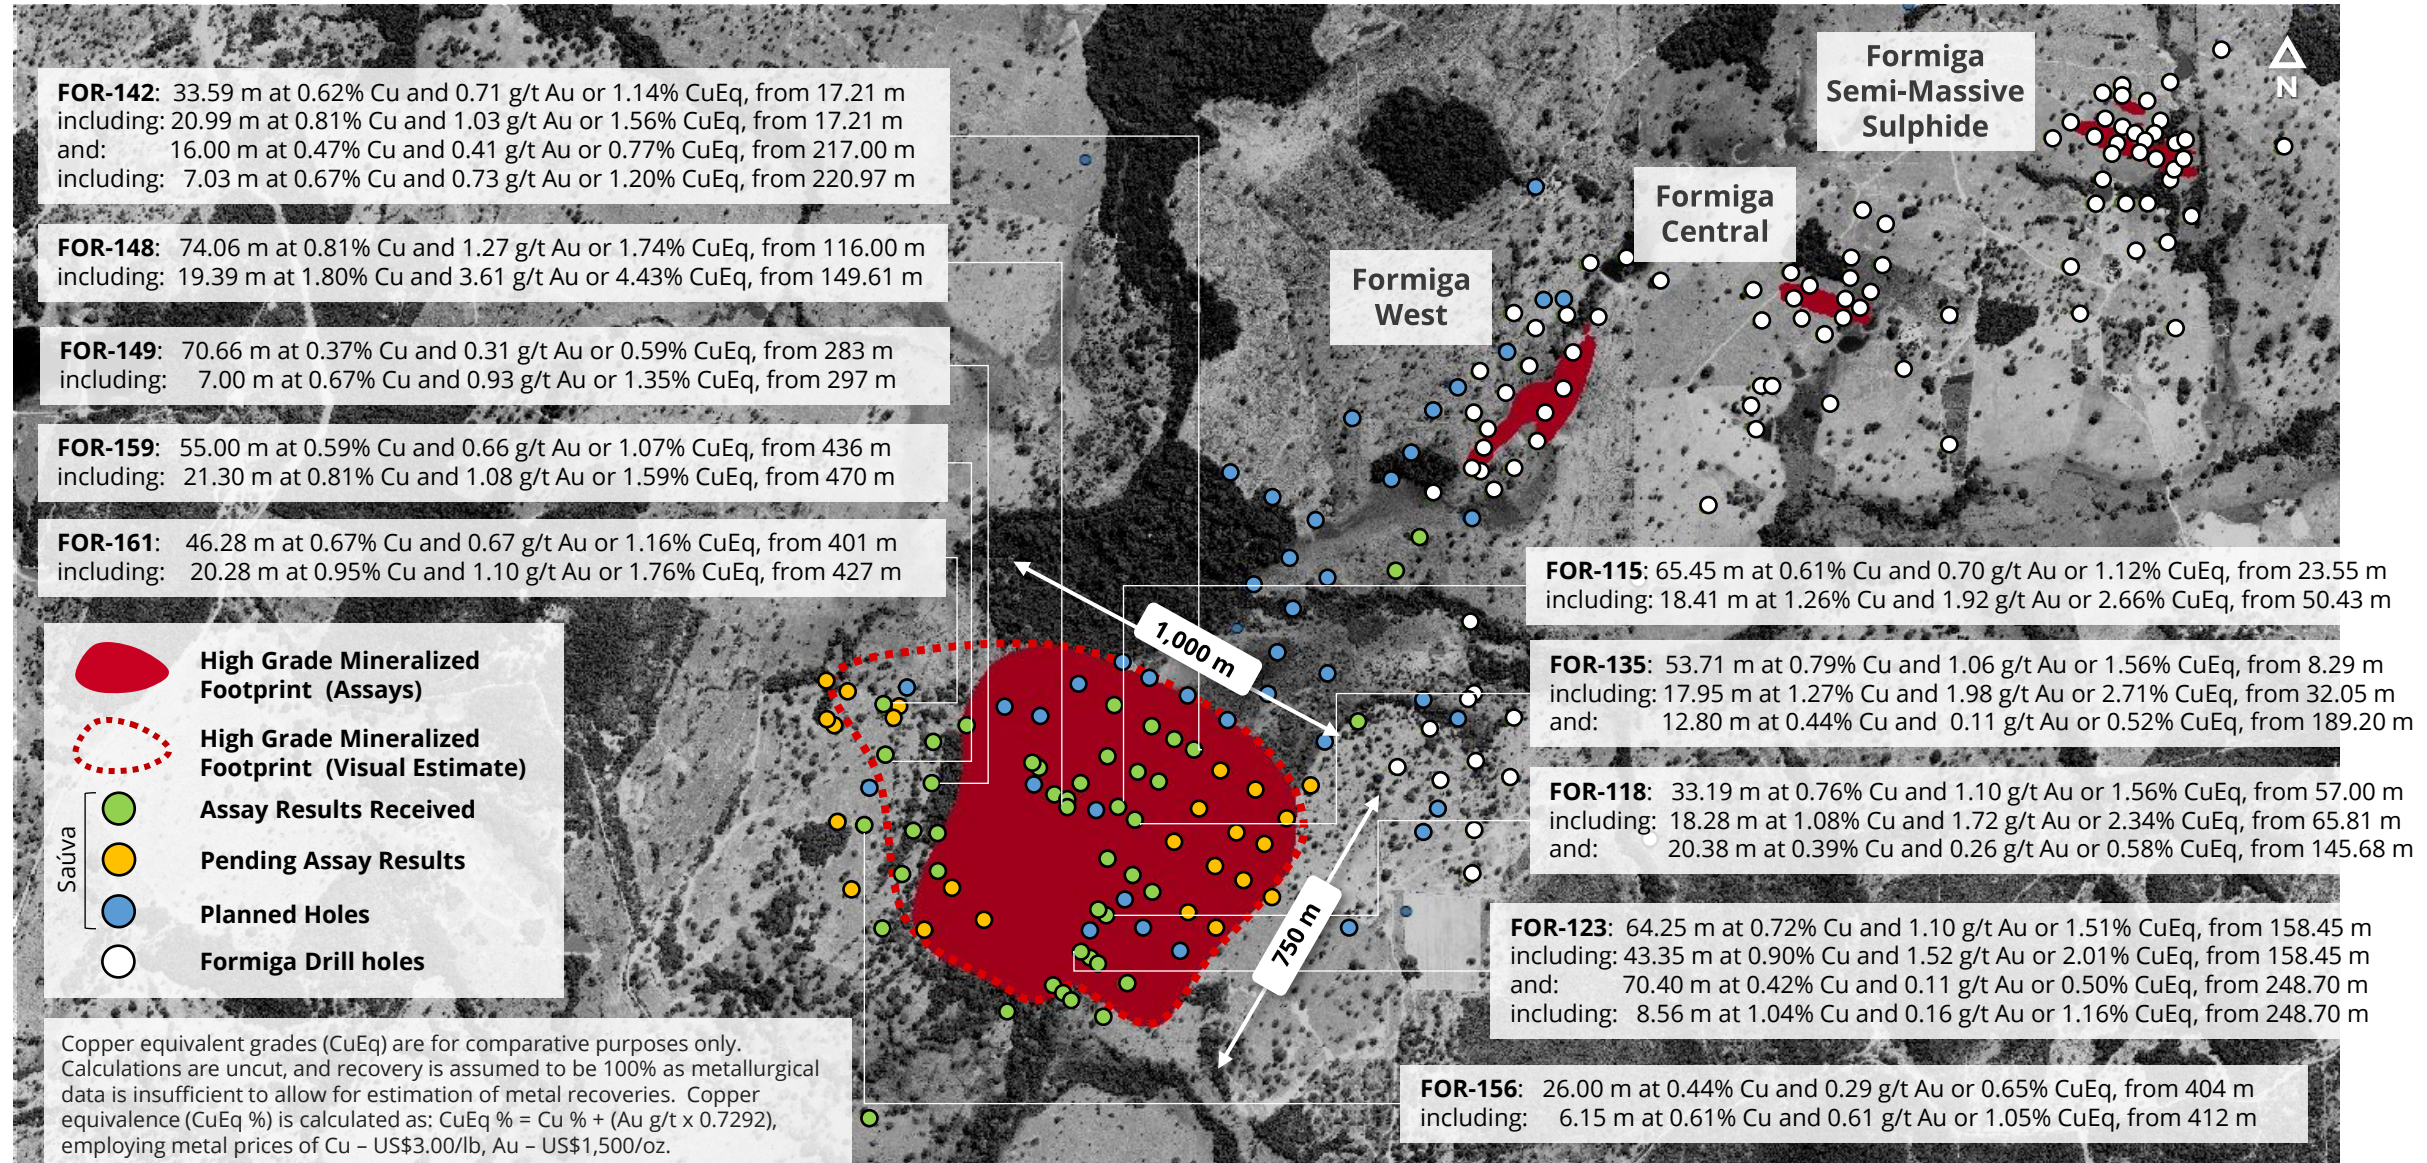 FOR-142: 33.59 m at 0.62% Cu and 0.71 g/t Au or 1.14% CuEq, from 17.21 m
including: 20.99 m at 0.81% Cu and 1.03 g/t Au or 1.56% CuEq, from 17.21 m
and: 16.00 m at 0.47% Cu and 0.41 g/t Au or 0.77% CuEq, from 217.00 m
including: 7.03 m at 0.67% Cu and 0.73 g/t Au or 1.20% CuEq, from 220.97 m
FOR-148: 74.06 m at 0.81% Cu and 1.27 g/t Au or 1.74% CuEq, from 116.00 m
including: 19.39 m at 1.80% Cu and 3.61 g/t Au or 4.43% CuEq, from 149.61 m
FOR-149: 70.66 m at 0.37% Cu and 0.31 g/t Au or 0.59% CuEq, from 283 m
including: 7.00 m at 0.67% Cu and 0.93 g/t Au or 1.35% CuEq, from 297 m
FOR-159: 55.00 m at 0.59% Cu and 0.66 g/t Au or 1.07% CuEq, from 436 m
including: 21.30 m at 0.81% Cu and 1.08 g/t Au or 1.59% CuEq, from 470 m
FOR-161: 46.28 m at 0.67% Cu and 0.67 g/t Au or 1.16% CuEq, from 401 m
including: 20.28 m at 0.95% Cu and 1.10 g/t Au or 1.76% CuEq, from 427 m
Formiga
Semi-Massive
Sulphide
N
Formiga
Central
Formiga
West
1,000 m
750 m
FOR-115: 65.45 m at 0.61% Cu and 0.70 g/t Au or 1.12% CuEq, from 23.55 m
including: 18.41 m at 1.26% Cu and 1.92 g/t Au or 2.66% CuEq, from 50.43 m
FOR-135: 53.71 m at 0.79% Cu and 1.06 g/t Au or 1.56% CuEq, from 8.29 m
including: 17.95 m at 1.27% Cu and 1.98 g/t Au or 2.71% CuEq, from 32.05 m
and: 12.80 m at 0.44% Cu and 0.11 g/t Au or 0.52% CuEq, from 189.20 m
FOR-118: 33.19 m at 0.76% Cu and 1.10 g/t Au or 1.56% CuEq, from 57.00 m
including: 18.28 m at 1.08% Cu and 1.72 g/t Au or 2.34% CuEq, from 65.81 m
and: 20.38 m at 0.39% Cu and 0.26 g/t Au or 0.58% CuEq, from 145.68 m
FOR-123: 64.25 m at 0.72% Cu and 1.10 g/t Au or 1.51% CuEq, from 158.45 m
including: 43.35 m at 0.90% Cu and 1.52 g/t Au or 2.01% CuEq, from 158.45 m
and: 70.40 m at 0.42% Cu and 0.11 g/t Au or 0.50% CuEq, from 248.70 m
including: 8.56 m at 1.04% Cu and 0.16 g/t Au or 1.16% CuEq, from 248.70 m
FOR-156: 26.00 m at 0.44% Cu and 0.29 g/t Au or 0.65% CuEq, from 404 m
including: 6.15 m at 0.61% Cu and 0.61 g/t Au or 1.05% CuEq, from 412 m
High Grade Mineralized
Footprint (Assays)
High Grade Mineralized
Footprint (Visual Estimate)
Saúva
Assay Results Received
Pending Assay Results
Planned Holes
Formiga Drill holes
Copper equivalent grades (CuEq) are for comparative purposes only.
Calculations are uncut, and recovery is assumed to be 100% as metallurgical
data is insufficient to allow for estimation of metal recoveries. Copper
equivalence (CuEq %) is calculated as: CuEq % = Cu % + (Au g/t x 0.7292),
employing metal prices of Cu – US$3.00/lb, Au – US$1,500/oz.